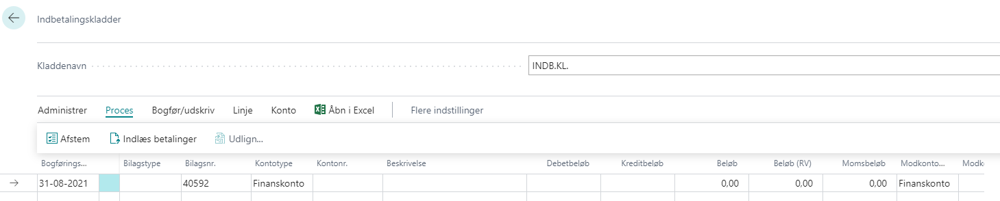 Indbetalingskladder
Kladdenavn INDB.KL.
Administrer Proces Bogfør/udskriv Linje Konto Åbn i Excel Flere indstillinger
Afstem Indlæs betalinger Udlign...
Bogførings... Bilagstype Bilagsnr. Kontotype Kontonr. Beskrivelse Debetbeløb Kreditbeløb Beløb Beløb (RV) Momsbeløb Modkonto... Modk
31-08-2021 40592 Finanskonto 0,00 0,00 0,00 Finanskonto